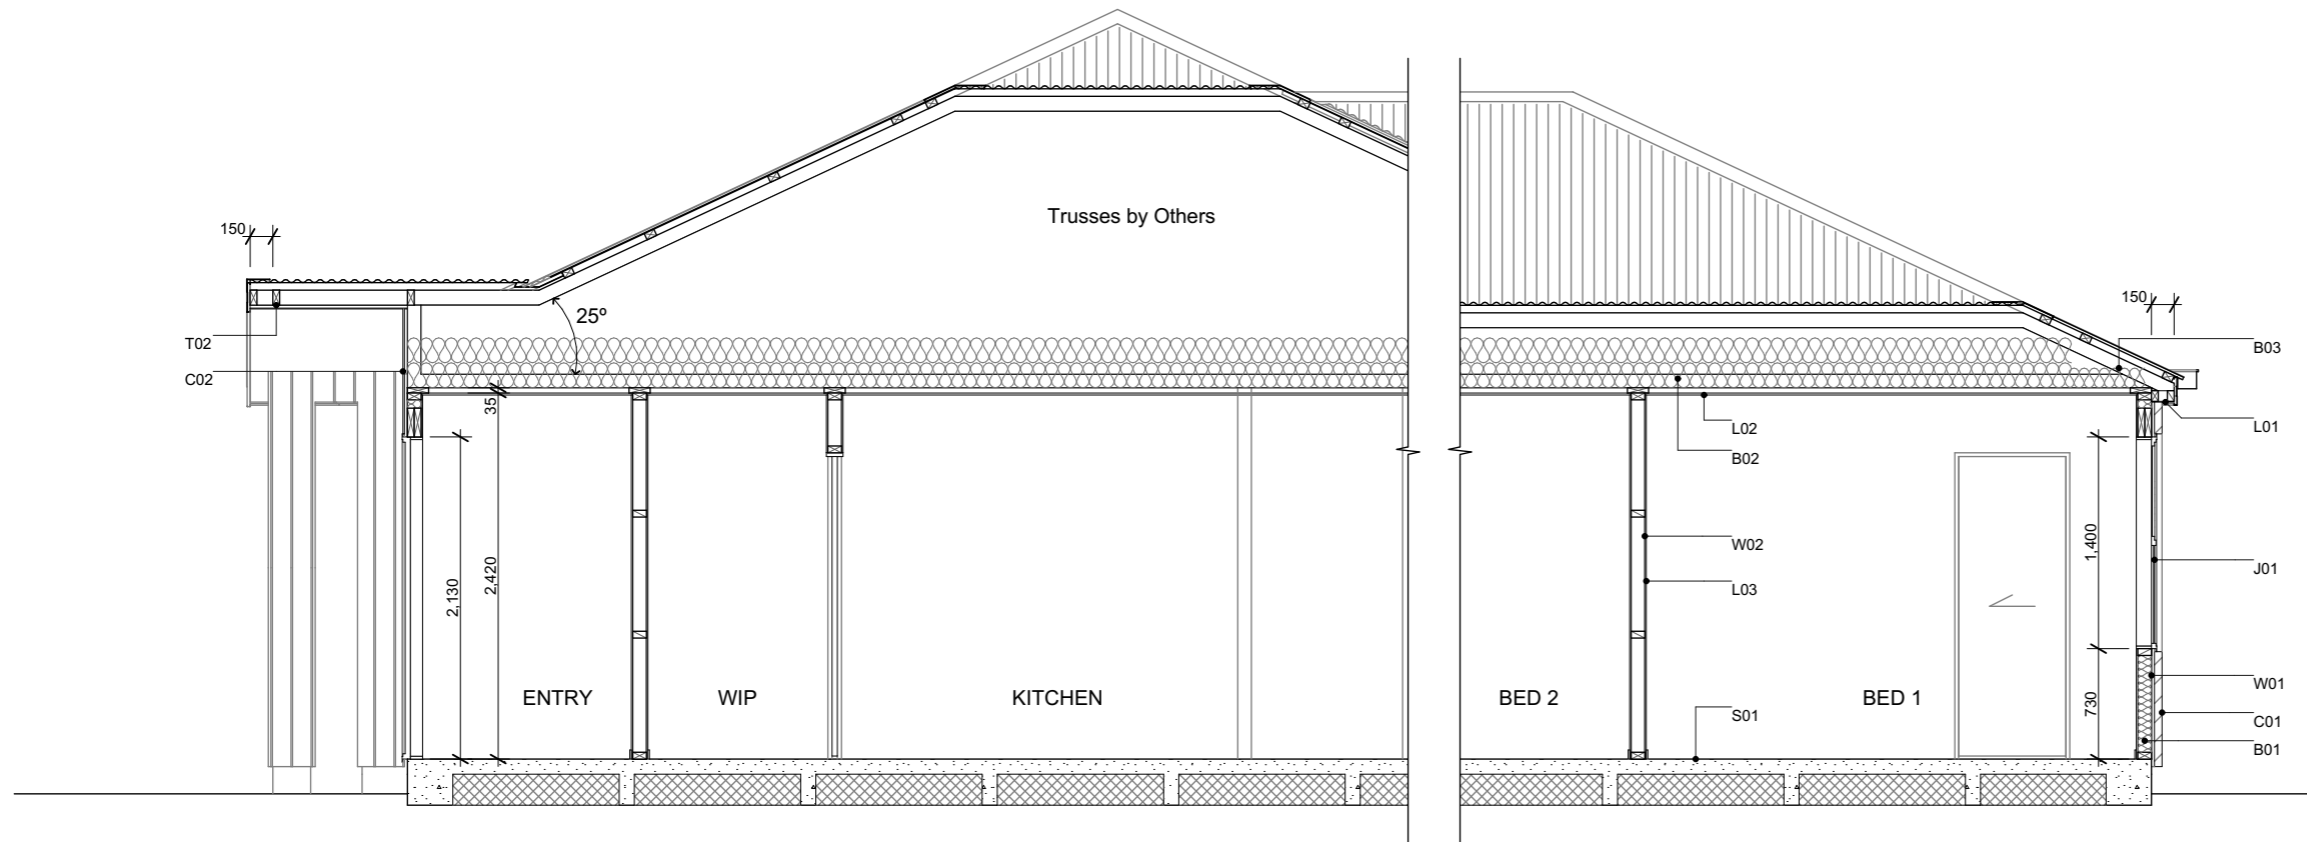 Trusses by Others
150
25º
150
T02
B03
C02
35
L02
L01
B02
2,130
2,420
W02
1,400
L03
J01
ENTRY
WIP
KITCHEN
BED 2
BED 1
W01
730
S01
C01
B01